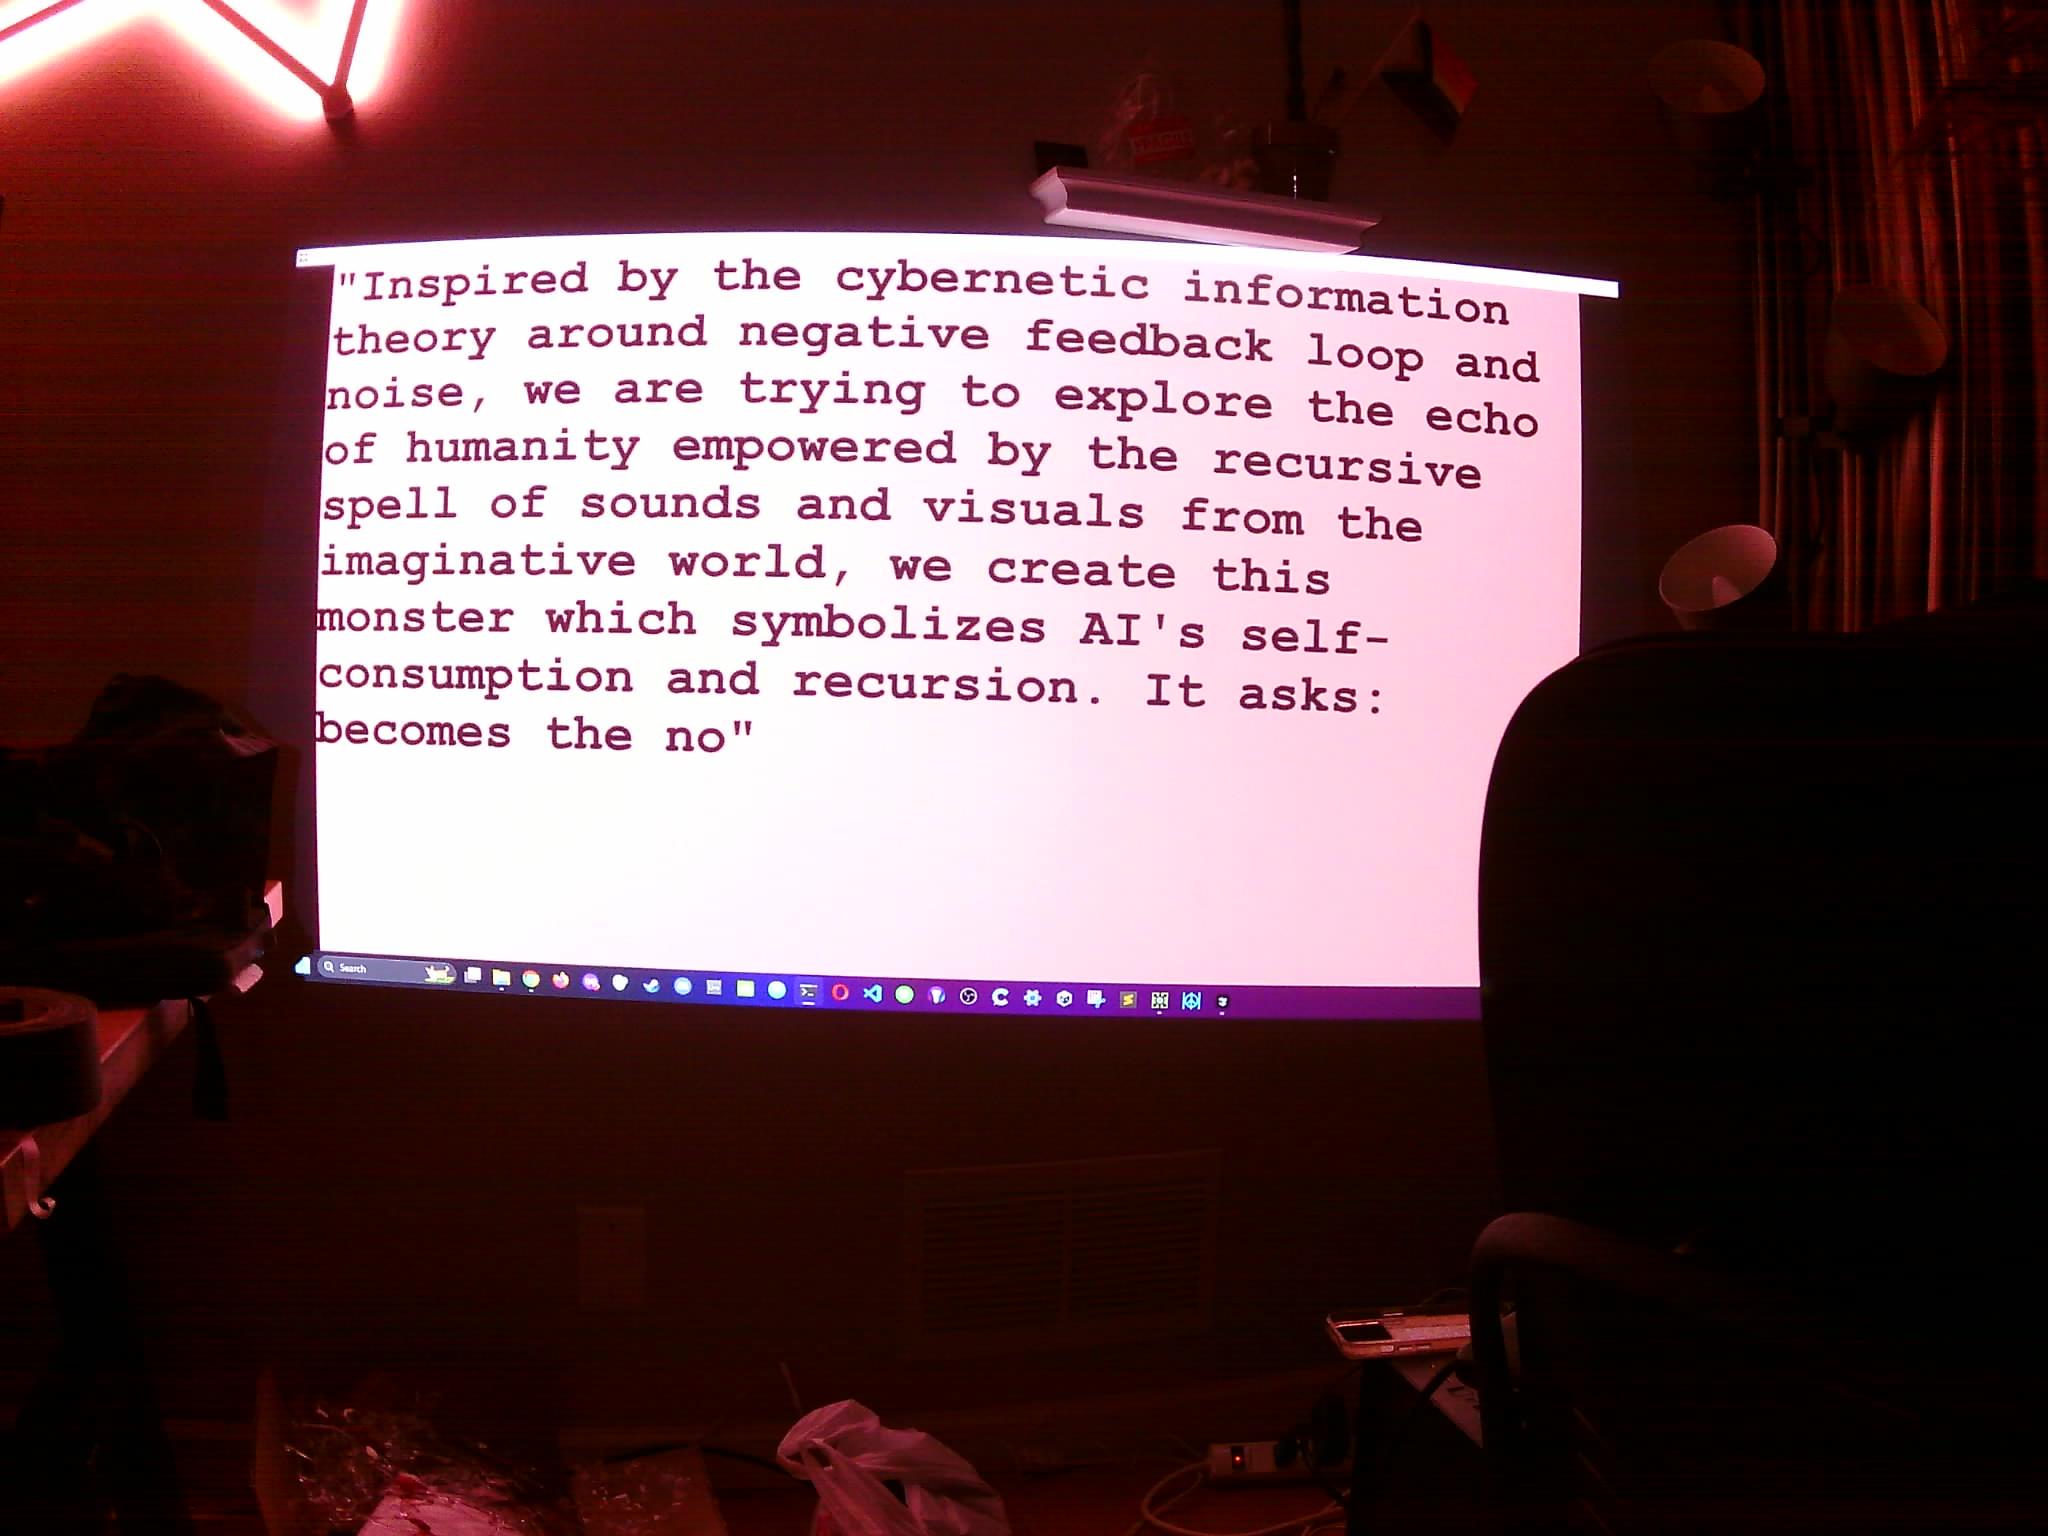 "Inspired by the cybernetic information
theory around negative feedback loop and
noise, we are trying to explore the echo
of humanity empowered by the recursive
spell of sounds and visuals from the
imaginative world, we create this
monster which symbolizes AI's self-
consumption and recursion. It asks:
becomes the no"
Search